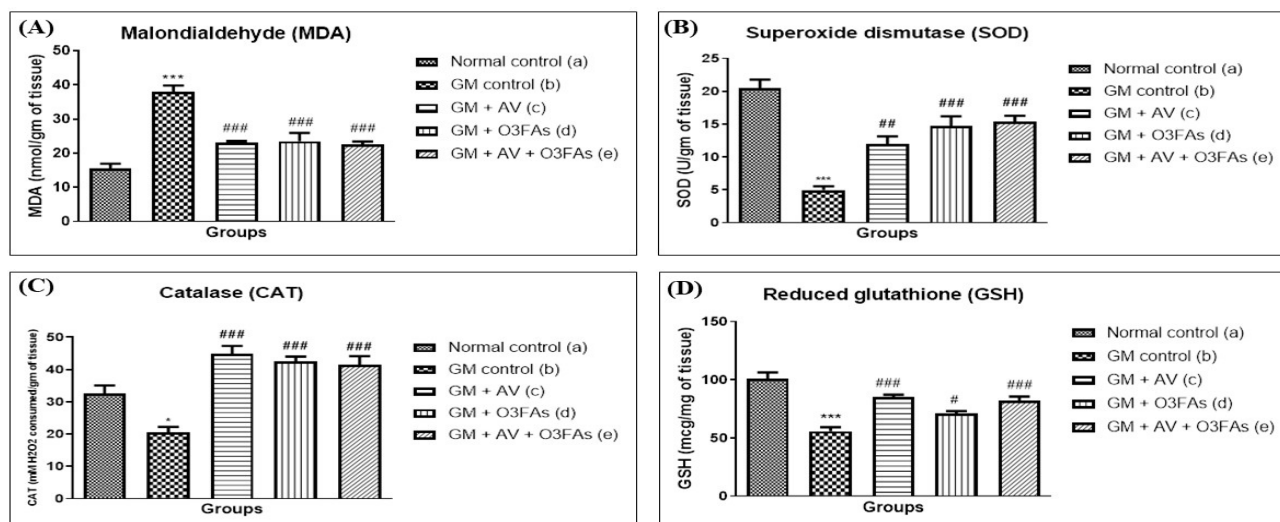 (A)
Malondialdehyde (MDA)
MDA (nmol/gm of tissue)
50
40
30
20
10
0
***
###
###
###
Groups
Normal control (a)
GM control (b)
GM + AV (c)
GM + O3FAs (d)
GM + AV + O3FAs (e)
(B)
Superoxide dismutase (SOD)
SOD (U/gm of tissue)
25
20
15
10
5
0
***
##
###
###
Groups
Normal control (a)
GM control (b)
GM + AV (c)
GM + O3FAs (d)
GM + AV + O3FAs (e)
(C)
Catalase (CAT)
CAT (mM H2O2 consumed/gm of tissue)
50
40
30
20
10
0
*
###
###
###
Groups
Normal control (a)
GM control (b)
GM + AV (c)
GM + O3FAs (d)
GM + AV + O3FAs (e)
(D)
Reduced glutathione (GSH)
GSH (mcg/mg of tissue)
150
100
50
0
***
###
#
###
Groups
Normal control (a)
GM control (b)
GM + AV (c)
GM + O3FAs (d)
GM + AV + O3FAs (e)